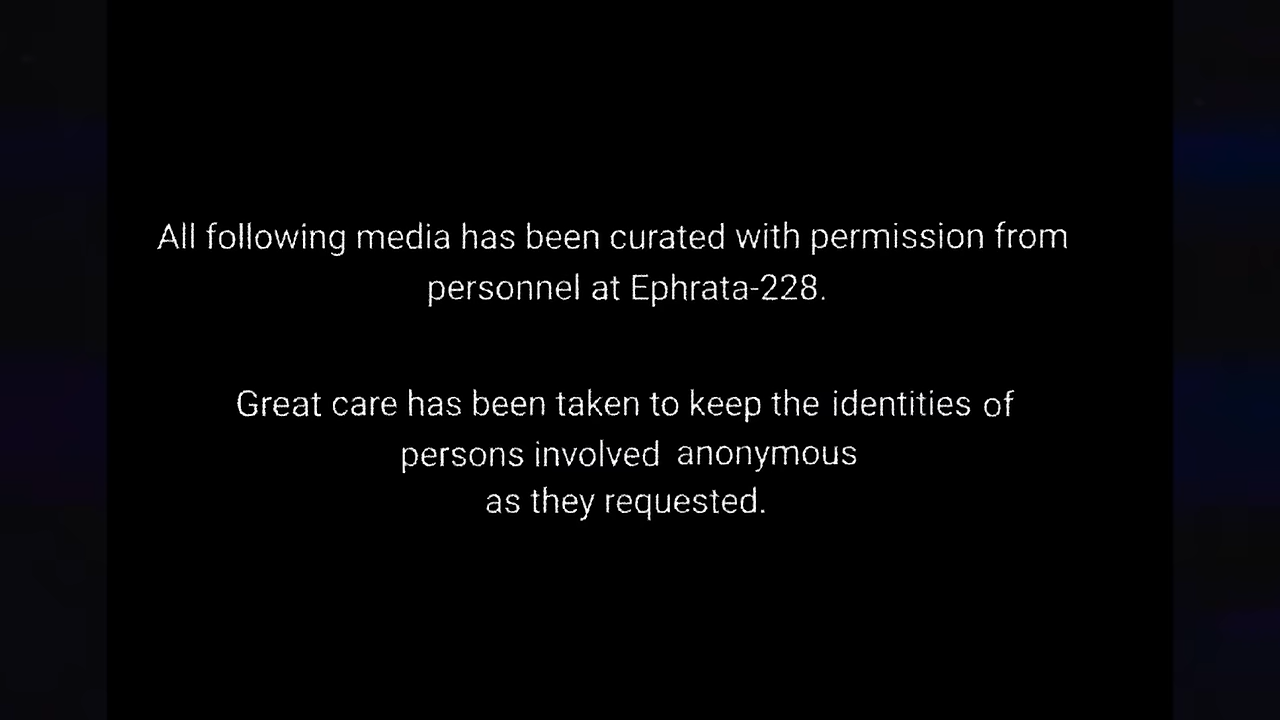 All following media has been curated with permission from
personnel at Ephrata-228.
Great care has been taken to keep the identities of
persons involved anonymous
as they requested.